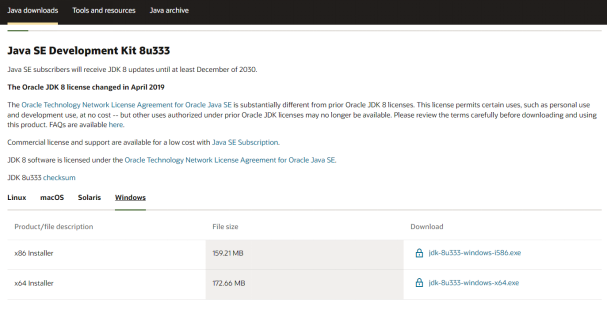 Java downloads Tools and resources Java archive
Java SE Development Kit 8u333
Java SE subscribers will receive JDK 8 updates until at least December of 2030.
The Oracle JDK 8 license changed in April 2019
The Oracle Technology Network License Agreement for Oracle Java SE is substantially different from prior Oracle JDK 8 licenses. This license permits certain uses, such as personal use
and development use, at no cost -- but other uses authorized under prior Oracle JDK licenses may no longer be available. Please review the terms carefully before downloading and using
this product. FAQs are available here.
Commercial license and support are available for a low cost with Java SE Subscription.
JDK 8 software is licensed under the Oracle Technology Network License Agreement for Oracle Java SE.
JDK 8u333 checksum
Linux macOS Solaris Windows
Product/file description File size Download
x86 Installer 159.21 MB jdk-8u333-windows-i586.exe
x64 Installer 172.66 MB jdk-8u333-windows-x64.exe